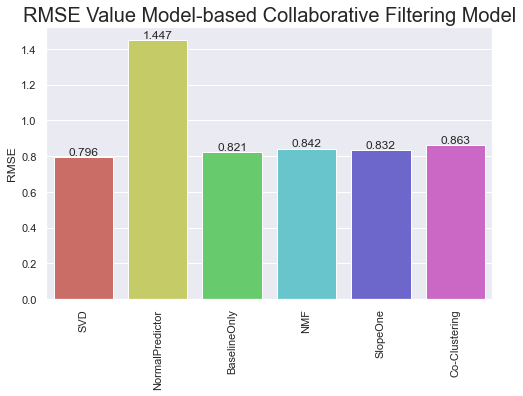 RMSE Value Model-based Collaborative Filtering Model
1.447
0.796
0.821
0.842
0.832
0.863
RMSE
1.4
1.2
1.0
0.8
0.6
0.4
0.2
0.0
SVD
NormalPredictor
BaselineOnly
NMF
SlopeOne
Co-Clustering